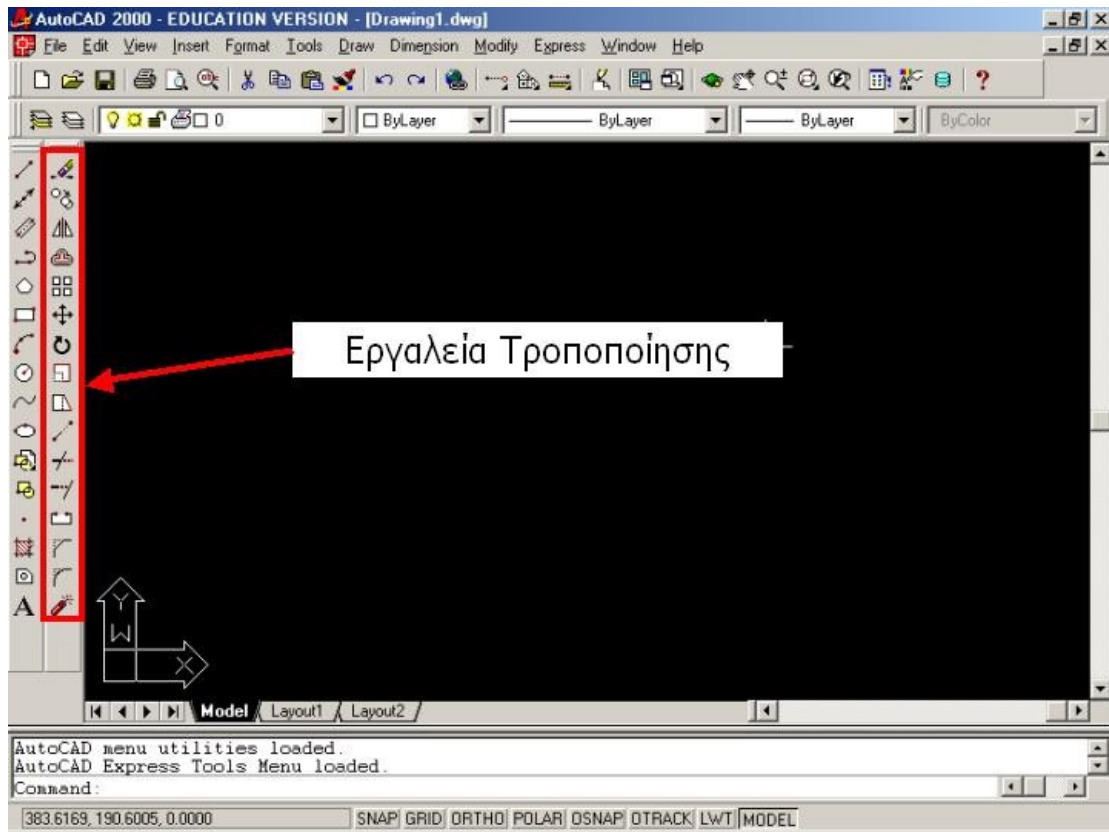 AutoCAD 2000 - EDUCATION VERSION - [Drawing1.dwg]
File Edit View Insert Format Tools Draw Dimension Modify Express Window Help
0 ByLayer ByLayer ByLayer ByColor
Εργαλεία Τροποποίησης
A
Y
W
X
Model Layout1 Layout2
AutoCAD menu utilities loaded.
AutoCAD Express Tools Menu loaded.
Command:
383.6169, 190.6005, 0.0000 SNAP GRID ORTHO POLAR OSNAP OTRACK LWT MODEL